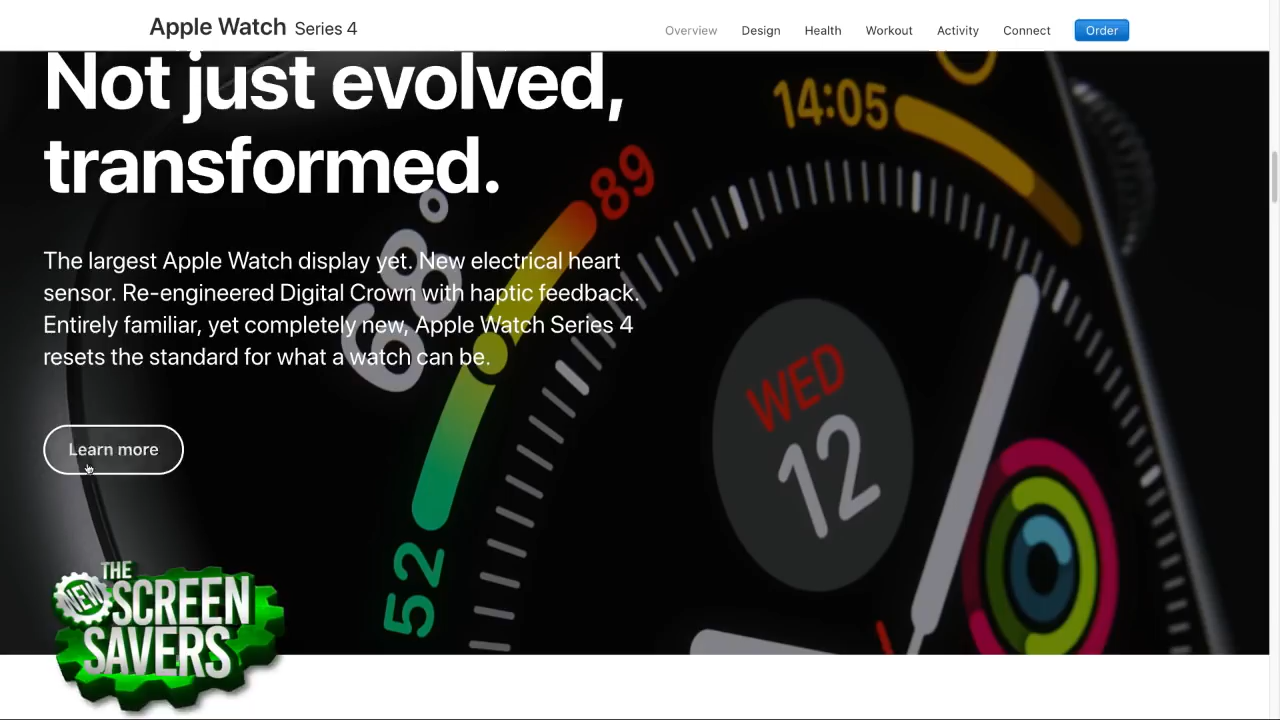 Apple Watch Series 4
Overview Design Health Workout Activity Connect Order
Not just evolved,
transformed.
The largest Apple Watch display yet. New electrical heart
sensor. Re-engineered Digital Crown with haptic feedback.
Entirely familiar, yet completely new, Apple Watch Series 4
resets the standard for what a watch can be.
Learn more
14:05
89
68°
52
WED
12
THE
NEW SCREEN
SAVERS